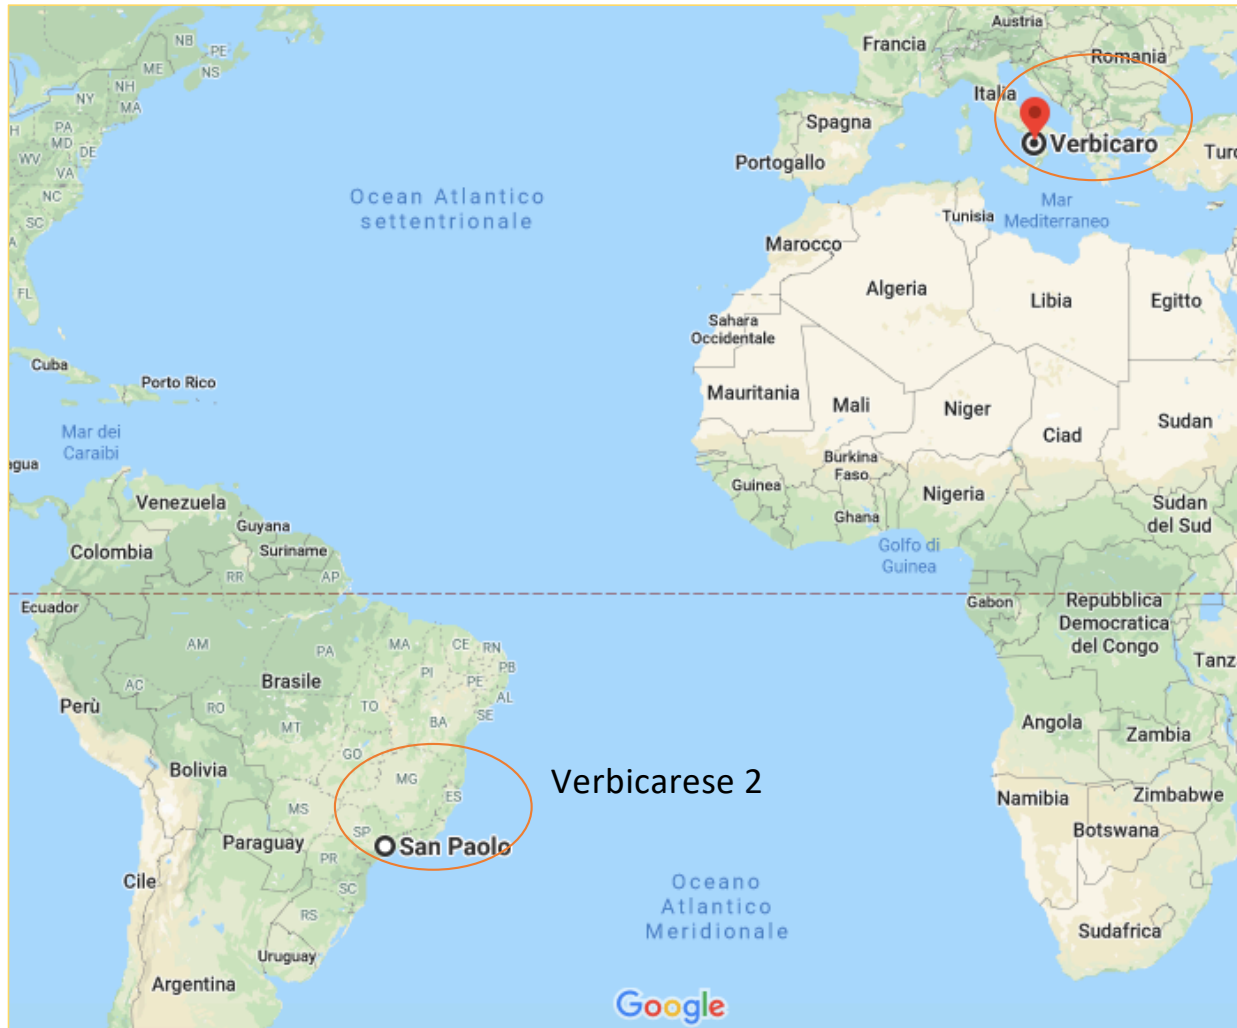 Austria
Francia
Romania
Italia
Spagna
Verbicaro
Portogallo
Mar
Mediterraneo
Tunisia
Marocco
Algeria
Libia
Egitto
Sahara
Occidentale
Mauritania
Mali
Niger
Ciad
Sudan
Burkina
Faso
Guinea
Nigeria
Ghana
Sudan
del Sud
Golfo di
Guinea
Gabon
Repubblica
Democratica
del Congo
Angola
Zambia
Namibia
Zimbabwe
Botswana
Sudafrica
Ocean Atlantico
settentrionale
NB
PE
NS
ME
NH
NY
MA
PA
MD
DE
WV
VA
NC
SC
FL
Cuba
Porto Rico
Mar dei
Caraibi
Venezuela
Guyana
Suriname
Colombia
RR
AP
Ecuador
AM
PA
MA
CE
RN
PB
PI
PE
AL
SE
AC
RO
Brasile
TO
BA
MT
Perù
GO
Bolivia
MG
ES
MS
SP
San Paolo
Paraguay
PR
SC
RS
Cile
Uruguay
Argentina
Verbicarese 2
Oceano
Atlantico
Meridionale
Google